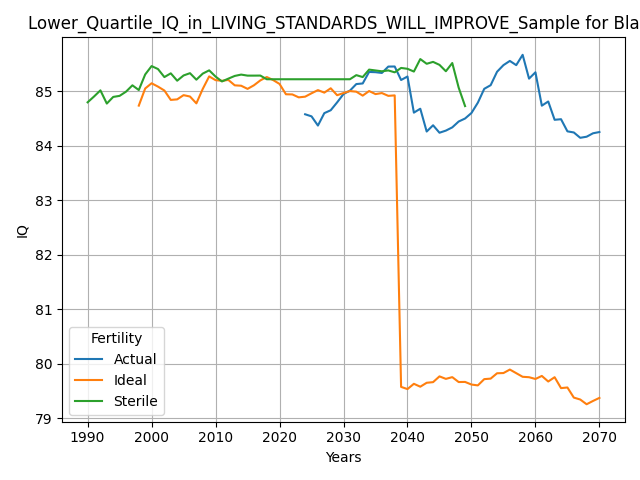 Lower_Quartile_IQ_in_LIVING_STANDARDS_WILL_IMPROVE_Sample for Bla
IQ
85
84
83
82
81
80
79
Fertility
Actual
Ideal
Sterile
1990 2000 2010 2020 2030 2040 2050 2060 2070
Years